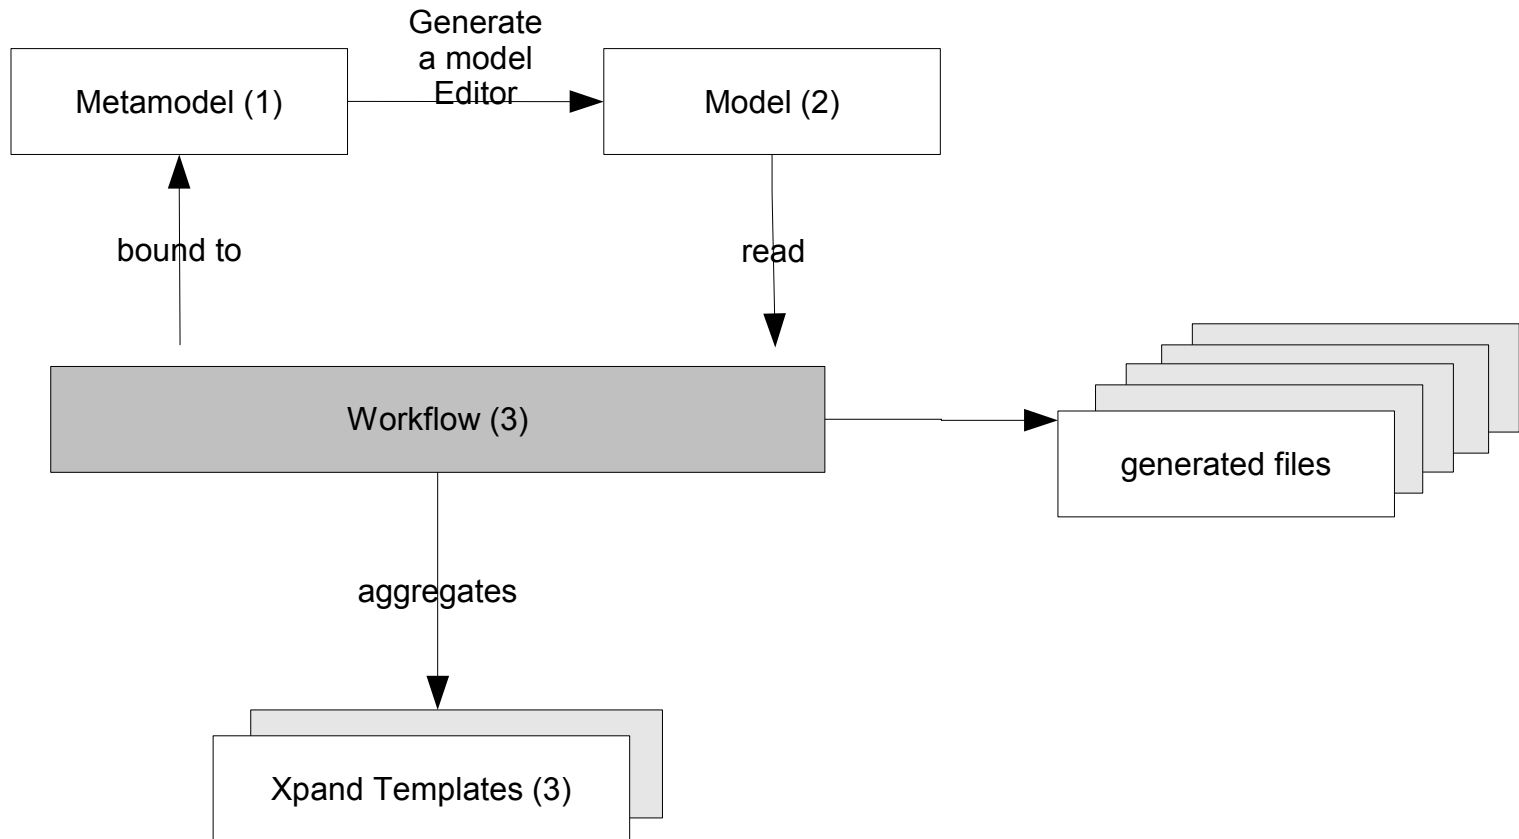 Generate
a model
Editor
Metamodel (1)
Model (2)
bound to
read
Workflow (3)
generated files
aggregates
Xpand Templates (3)